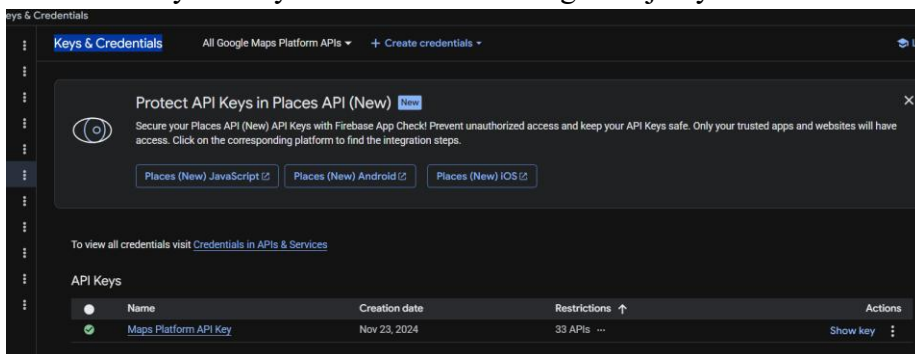 eys & Credentials
Keys & Credentials All Google Maps Platform APIs + Create credentials
Protect API Keys in Places API (New) New
Secure your Places API (New) API Keys with Firebase App Check! Prevent unauthorized access and keep your API Keys safe. Only your trusted apps and websites will have
access. Click on the corresponding platform to find the integration steps.
Places (New) JavaScript Places (New) Android Places (New) iOS
To view all credentials visit Credentials in APIs & Services
API Keys
Name Creation date Restrictions ↑ Actions
Maps Platform API Key Nov 23, 2024 33 APIs ... Show key